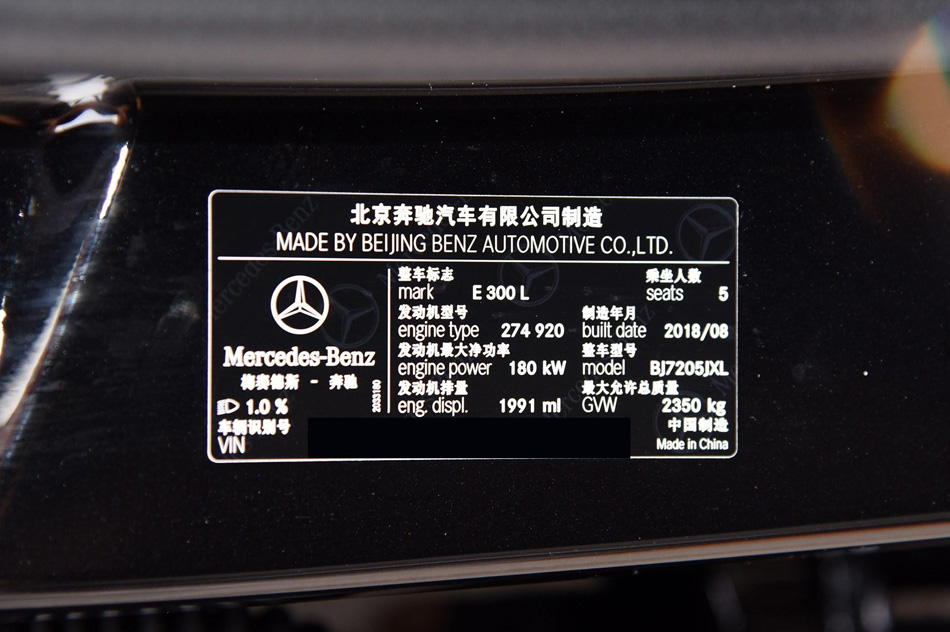 北京奔驰汽车有限公司制造
MADE BY BEIJING BENZ AUTOMOTIVE CO.,LTD.
Mercedes-Benz
梅赛德斯 - 奔驰
1.0 %
2033190
整车标志 乘坐人数
mark E 300 L seats 5
发动机型号 制造年月
engine type 274 920 built date 2018/08
发动机最大净功率 整车型号
engine power 180 kW model BJ7205JXL
发动机排量 最大允许总质量
eng. displ. 1991 ml GVW 2350 kg
车辆识别号 中国制造
VIN Made in China